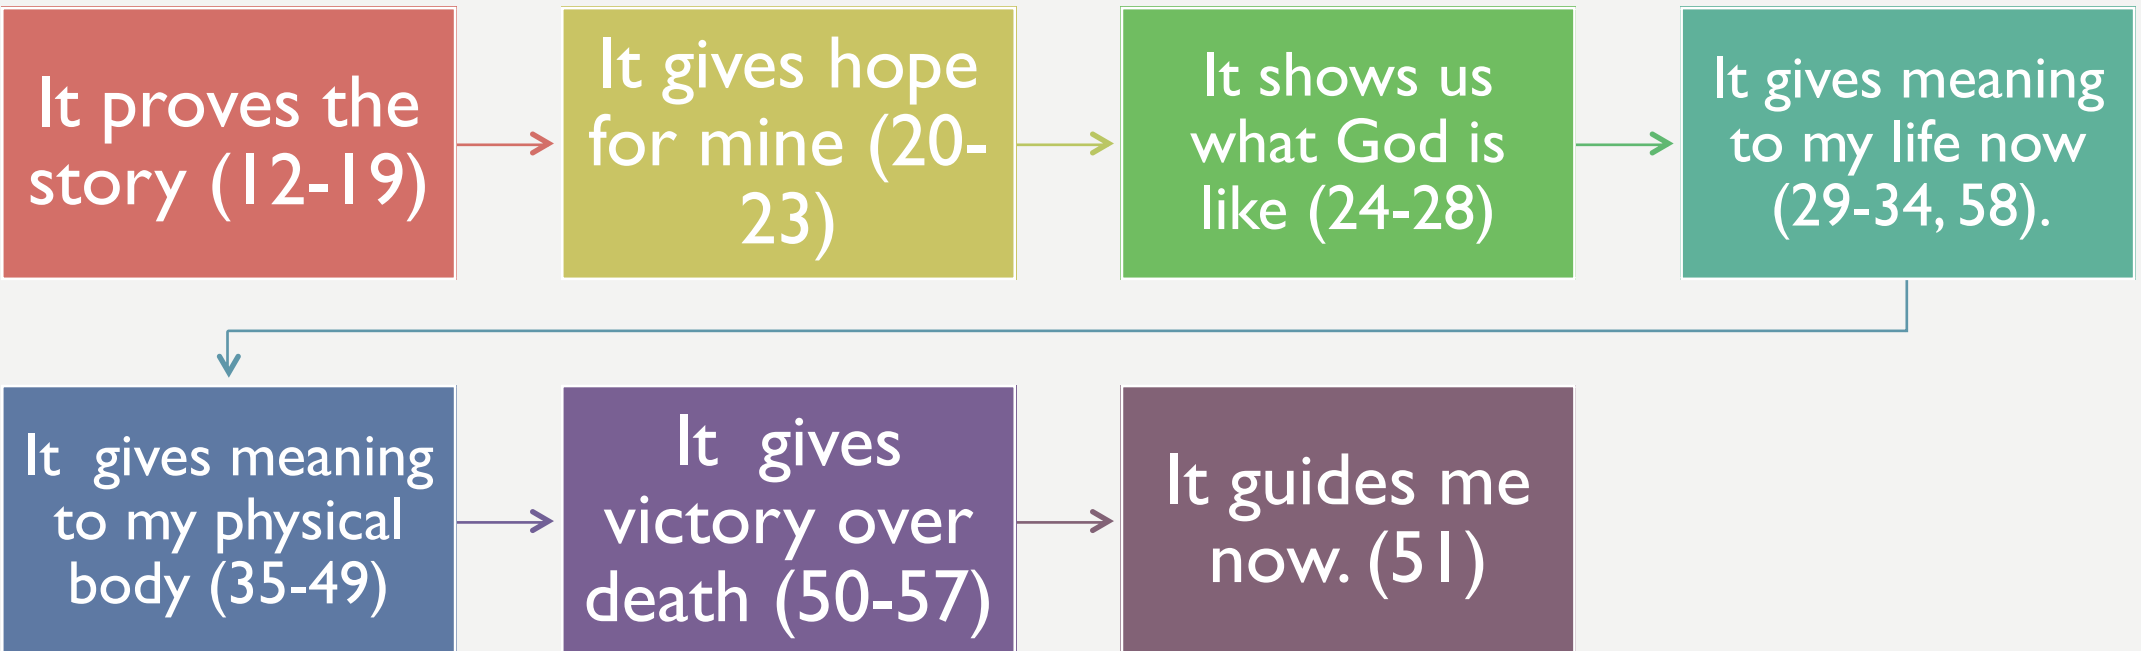 It proves the
story (12-19)
It gives hope
for mine (20-
23)
It shows us
what God is
like (24-28)
It gives meaning
to my life now
(29-34, 58).
It  gives meaning
to my physical
body (35-49)
It  gives
victory over
death (50-57)
It guides me
now. (51)